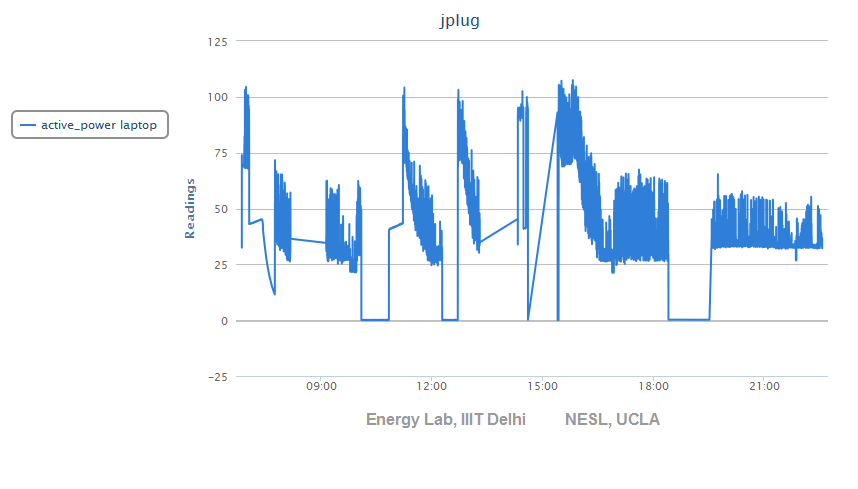 jplug
active_power laptop
Readings
125
100
75
50
25
0
−25
09:00 12:00 15:00 18:00 21:00
Energy Lab, IIIT Delhi NESL, UCLA